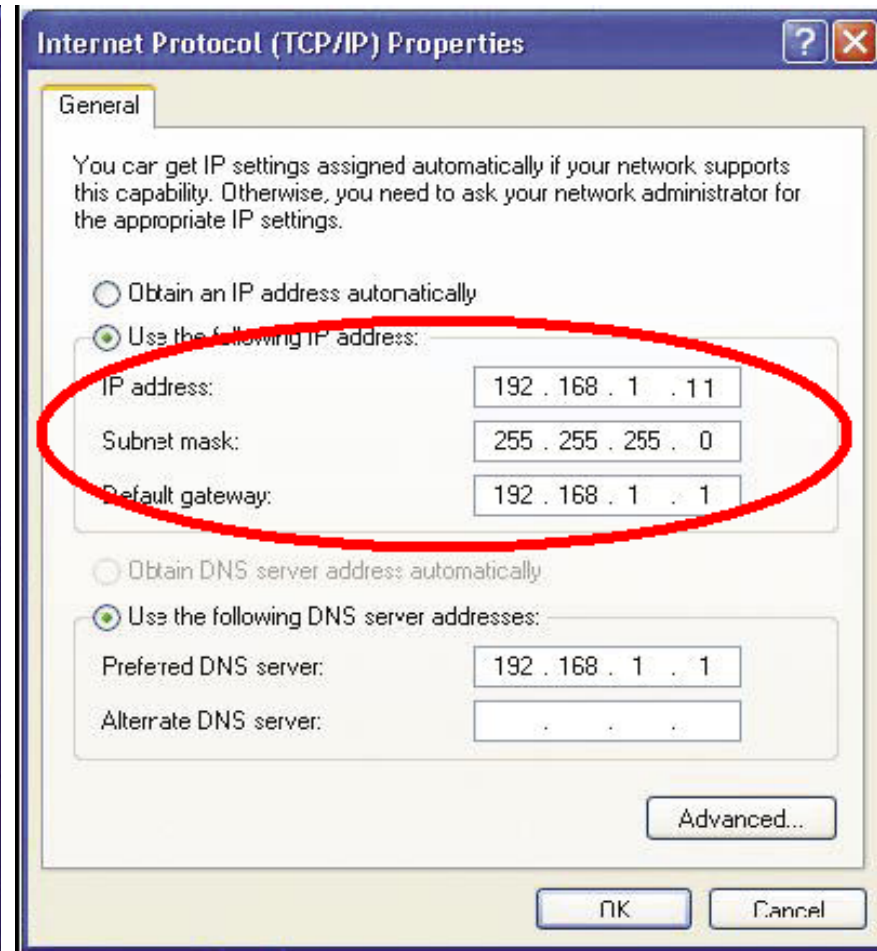 Internet Protocol (TCP/IP) Properties
General
You can get IP settings assigned automatically if your network supports
this capability. Otherwise, you need to ask your network administrator for
the appropriate IP settings.
Obtain an IP address automatically
Use the following IP address:
IP address: 192 . 168 . 1 . 11
Subnet mask: 255 . 255 . 255 . 0
Default gateway: 192 . 168 . 1 . 1
Obtain DNS server address automatically
Use the following DNS server addresses:
Preferred DNS server: 192 . 168 . 1 . 1
Alternate DNS server: . . .
Advanced...
OK Cancel